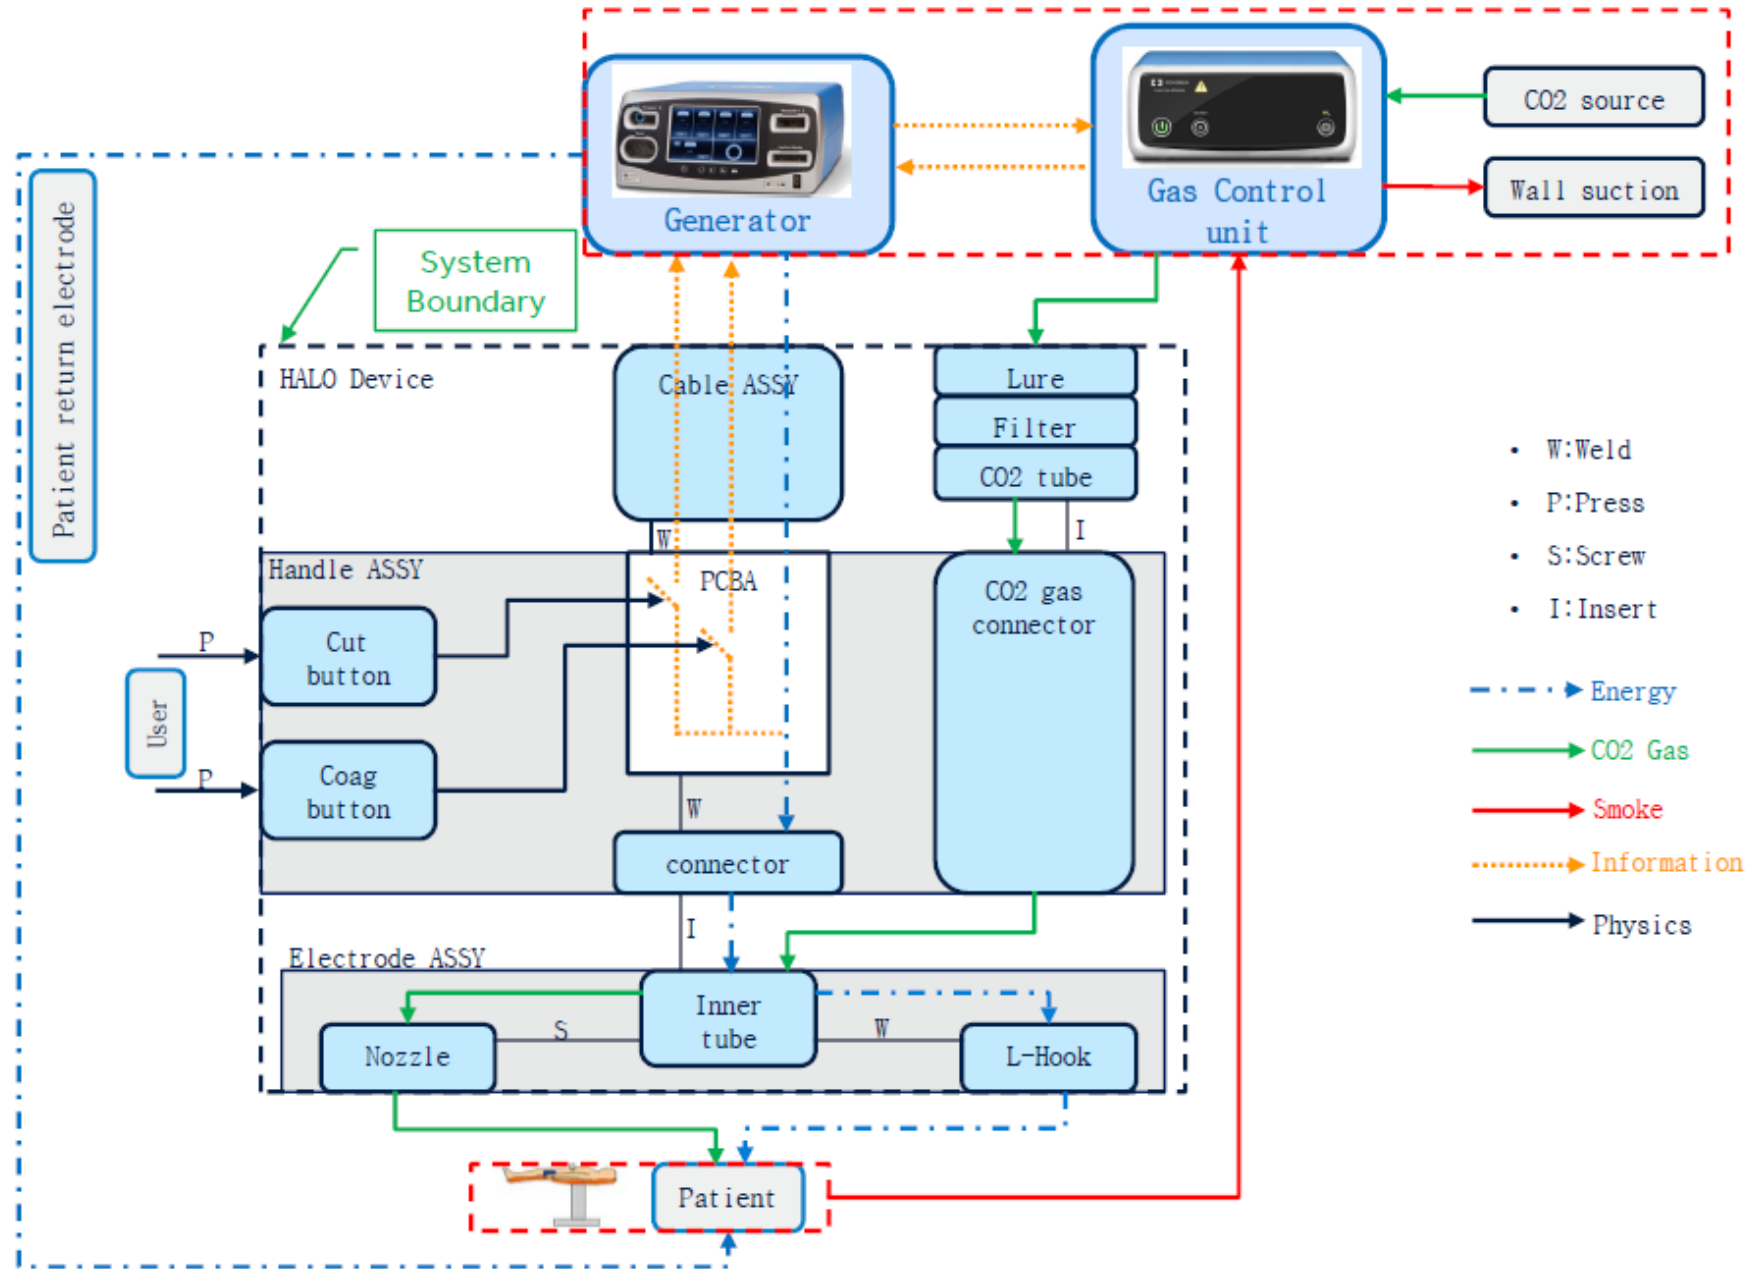 CO2 source
Wall suction
Generator
Gas Control
unit
Patient return electrode
System
Boundary
HALO Device
Cable ASSY
Lure
Filter
CO2 tube
W
I
Handle ASSY
PCBA
CO2 gas
connector
User
P
Cut
button
P
Coag
button
W
connector
I
Electrode ASSY
Inner
tube
S
W
Nozzle
L-Hook
Patient
• W:Weld
• P:Press
• S:Screw
• I:Insert
Energy
CO2 Gas
Smoke
Information
Physics